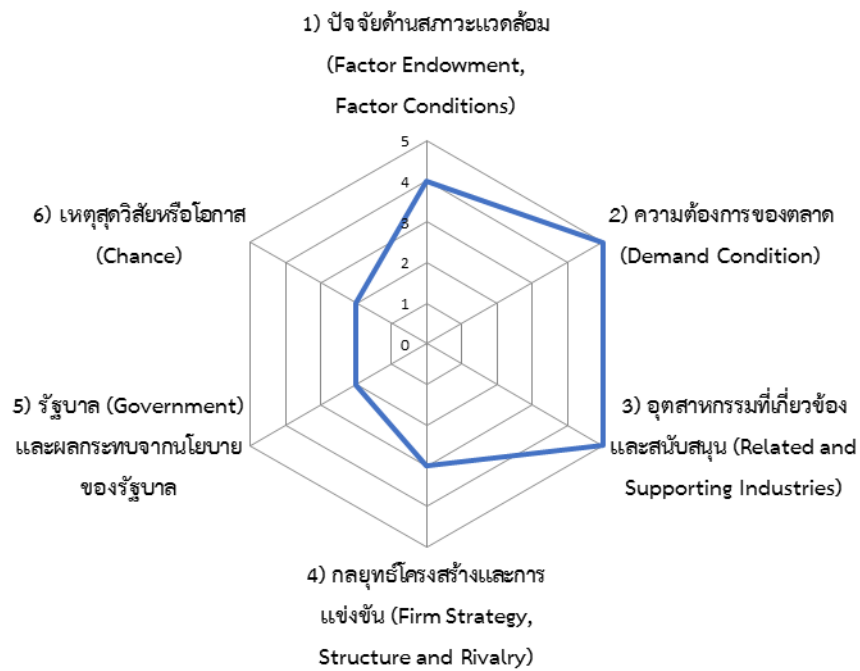 1) ปัจจัยด้านสภาวะแวดล้อม
(Factor Endowment,
Factor Conditions)
5
4
3
2
1
0
2) ความต้องการของตลาด
(Demand Condition)
3) อุตสาหกรรมที่เกี่ยวข้อง
และสนับสนุน (Related and
Supporting Industries)
4) กลยุทธ์โครงสร้างและการ
แข่งขัน (Firm Strategy,
Structure and Rivalry)
5) รัฐบาล (Government)
และผลกระทบจากนโยบาย
ของรัฐบาล
6) เหตุสุดวิสัยหรือโอกาส
(Chance)